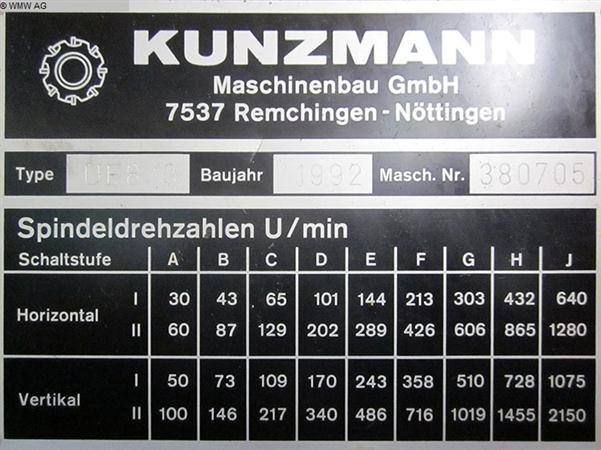 © WMW AG
KUNZMANN
Maschinenbau GmbH
7537 Remchingen - Nöttingen
Type Baujahr 1992 Masch. Nr. 380705
Spindeldrehzahlen U/min
Schaltstufe A B C D E F G H J
Horizontal
I 30 43 65 101 144 213 303 432 640
II 60 87 129 202 289 426 606 865 1280
Vertikal
I 50 73 109 170 243 358 510 728 1075
II 100 146 217 340 486 716 1019 1455 2150